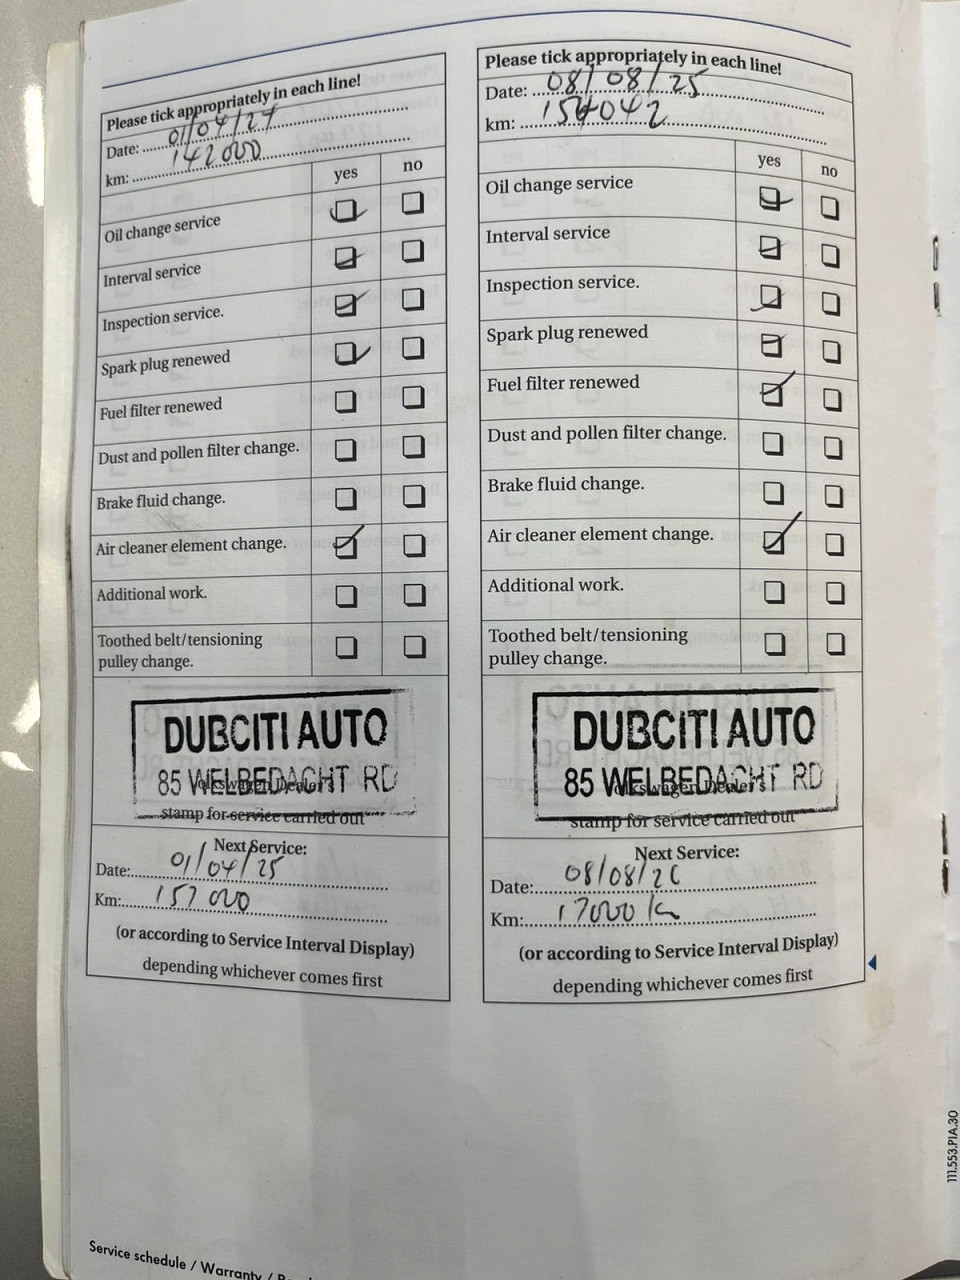 Please tick appropriately in each line!
Date: 01/04/24
km: 142000
yes no
Oil change service
Interval service
Inspection service.
Spark plug renewed
Fuel filter renewed
Dust and pollen filter change.
Brake fluid change.
Air cleaner element change.
Additional work.
Toothed belt/tensioning
pulley change.
DUBCITI AUTO
85 WELBEDACHT RD
Volkswagen Dealer's
stamp for service carried out
Next Service:
Date: 01/04/25
Km: 157000
(or according to Service Interval Display)
depending whichever comes first
Please tick appropriately in each line!
Date: 08/08/25
km: 154042
yes no
Oil change service
Interval service
Inspection service.
Spark plug renewed
Fuel filter renewed
Dust and pollen filter change.
Brake fluid change.
Air cleaner element change.
Additional work.
Toothed belt/tensioning
pulley change.
DUBCITI AUTO
85 WELBEDACHT RD
Volkswagen Dealer's
stamp for service carried out
Next Service:
Date: 08/08/26
Km: 17000 k
(or according to Service Interval Display)
depending whichever comes first
111.553.PIA.30
Service schedule / Warranty /